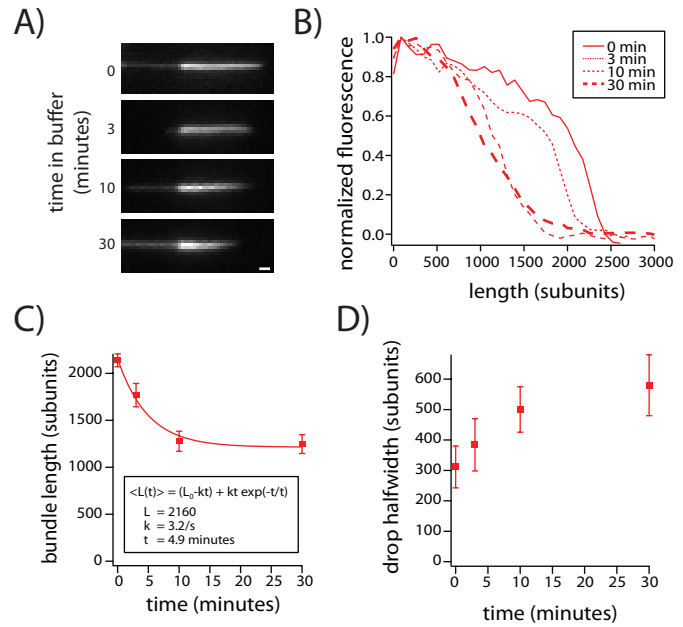 A)
time in buffer
(minutes)
0
3
10
30
B)
normalized fluorescence
1.0
0.8
0.6
0.4
0.2
0.0
0 min
3 min
10 min
30 min
0
500
1000
1500
2000
2500
3000
length (subunits)
C)
bundle length (subunits)
2000
1500
1000
500
0
<L(t)> = (L₀-kt) + kt exp(-t/t)
L = 2160
k = 3.2/s
t = 4.9 minutes
0
5
10
15
20
25
30
time (minutes)
D)
drop halfwidth (subunits)
600
500
400
300
200
100
0
0
10
20
30
time (minutes)